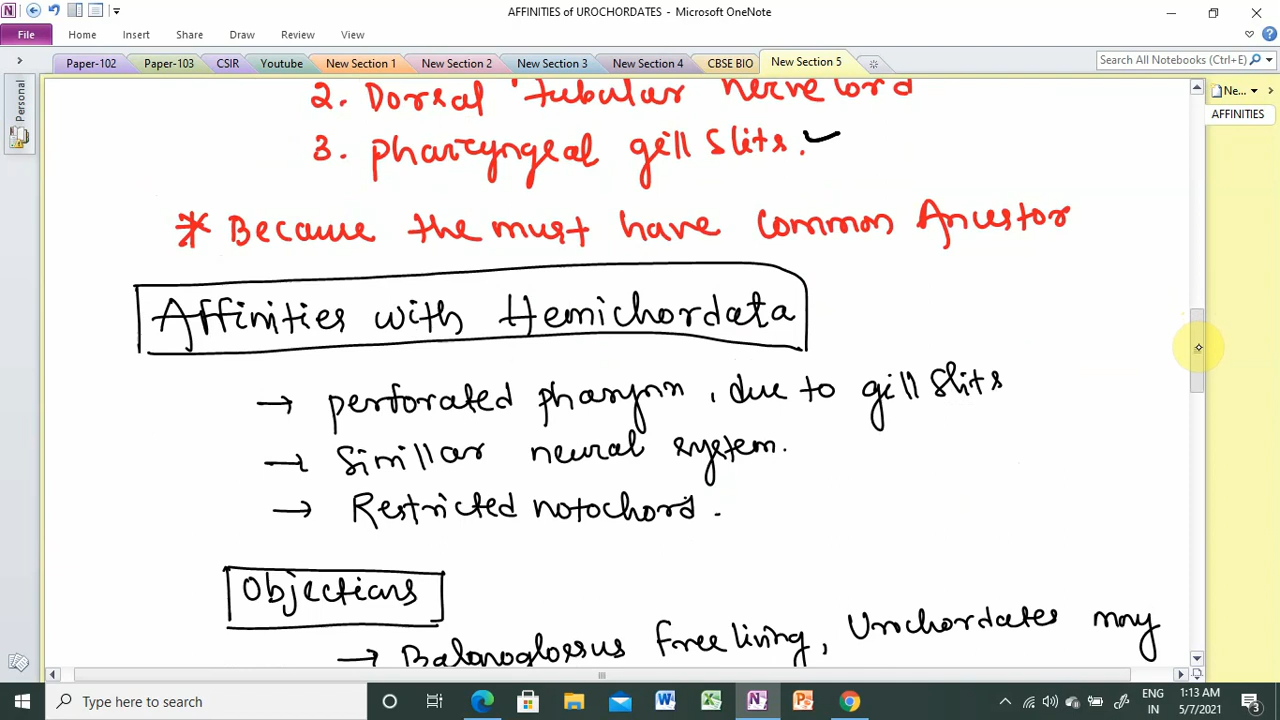 AFFINITIES of UROCHORDATES - Microsoft OneNote
File Home Insert Share Draw Review View
Paper-102 Paper-103 CSIR Youtube New Section 1 New Section 2 New Section 3 New Section 4 CBSE BIO New Section 5 Search All Notebooks (Ctrl+E)
Personal
Ne...
AFFINITIES
2. Dorsal Tubular nerve Cord
3. pharcyngeal gill Slits.
* Because the must have common Ancestor
Affinities with Hemichordata
→ perforated pharynx, due to gill Slits
→ Simillar neural system.
→ Restricted notochord.
Objections
→ Balanoglossus free living, Urochordates may
Type here to search
ENG
IN
1:13 AM
5/7/2021
3